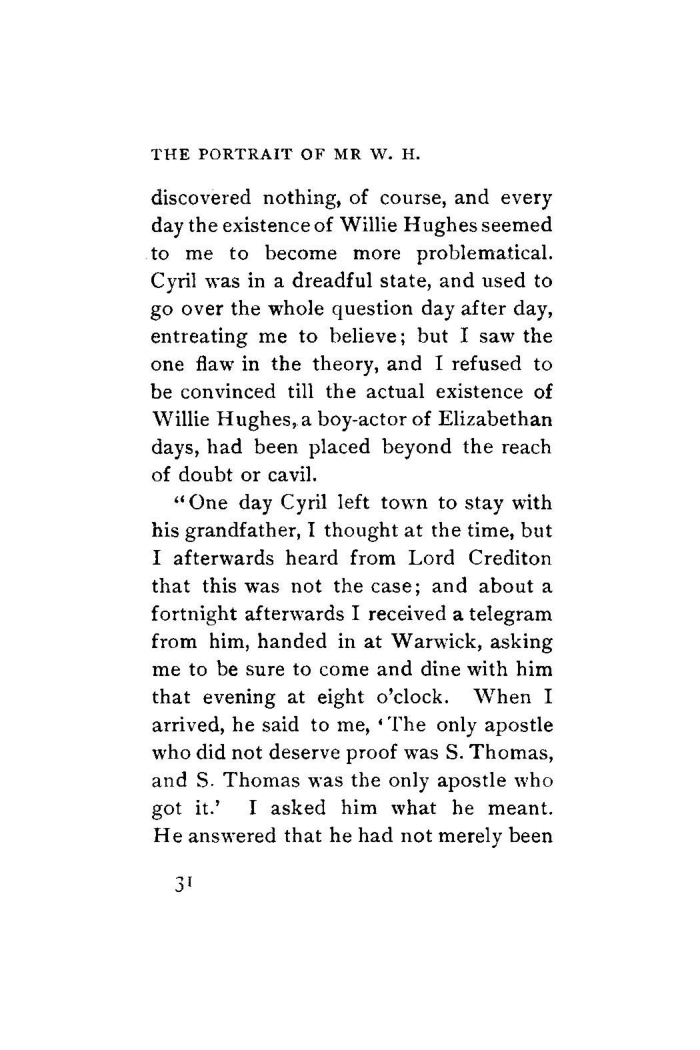 THE PORTRAIT OF MR W. H.
discovered nothing, of course, and every
day the existence of Willie Hughes seemed
to me to become more problematical.
Cyril was in a dreadful state, and used to
go over the whole question day after day,
entreating me to believe; but I saw the
one flaw in the theory, and I refused to
be convinced till the actual existence of
Willie Hughes, a boy-actor of Elizabethan
days, had been placed beyond the reach
of doubt or cavil.
“One day Cyril left town to stay with
his grandfather, I thought at the time, but
I afterwards heard from Lord Crediton
that this was not the case; and about a
fortnight afterwards I received a telegram
from him, handed in at Warwick, asking
me to be sure to come and dine with him
that evening at eight o’clock. When I
arrived, he said to me, ‘The only apostle
who did not deserve proof was S. Thomas,
and S. Thomas was the only apostle who
got it.’ I asked him what he meant.
He answered that he had not merely been
31